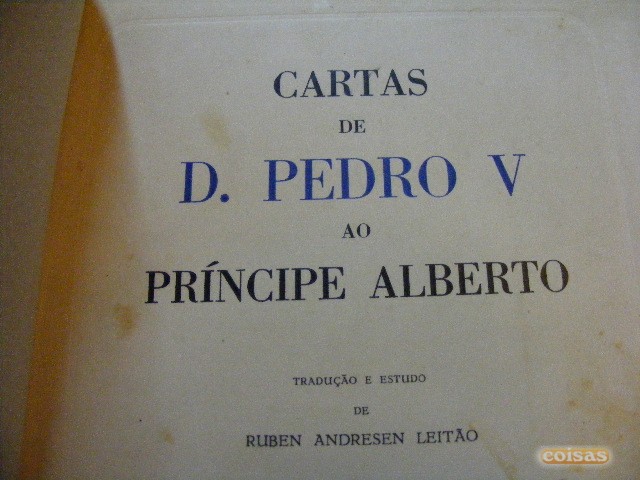 CARTAS
DE
D. PEDRO V
AO
PRÍNCIPE ALBERTO
TRADUÇÃO E ESTUDO
DE
RUBEN ANDRESEN LEITÃO
coisas